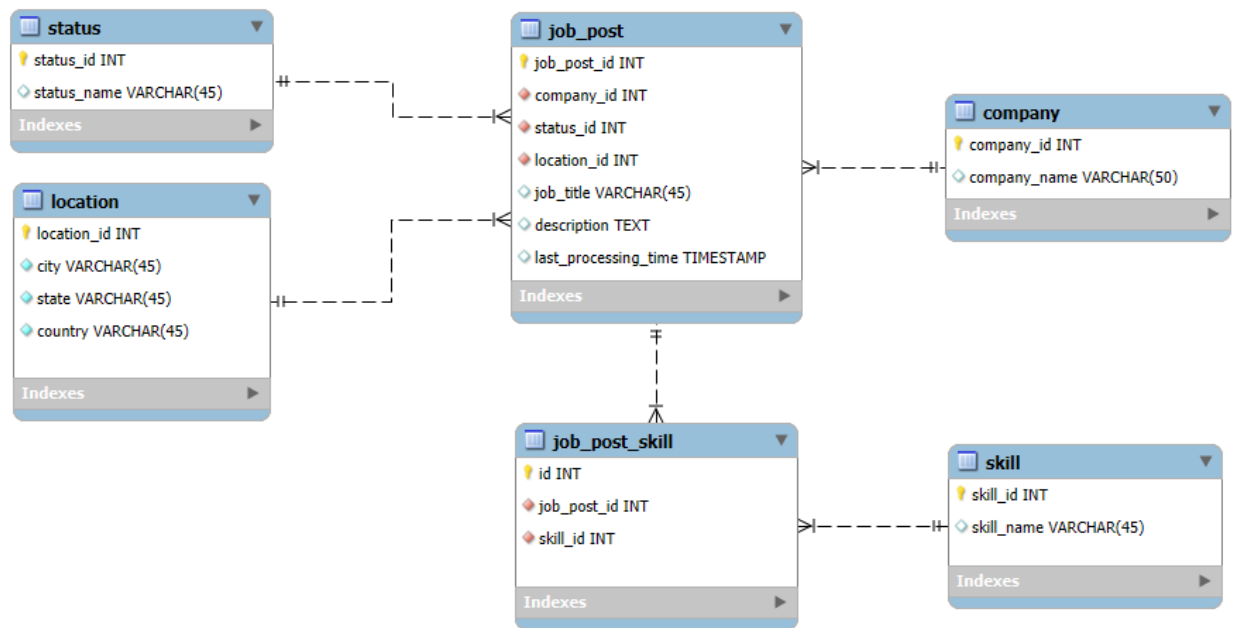 status
status_id INT
status_name VARCHAR(45)
Indexes
location
location_id INT
city VARCHAR(45)
state VARCHAR(45)
country VARCHAR(45)
Indexes
job_post
job_post_id INT
company_id INT
status_id INT
location_id INT
job_title VARCHAR(45)
description TEXT
last_processing_time TIMESTAMP
Indexes
company
company_id INT
company_name VARCHAR(50)
Indexes
job_post_skill
id INT
job_post_id INT
skill_id INT
Indexes
skill
skill_id INT
skill_name VARCHAR(45)
Indexes